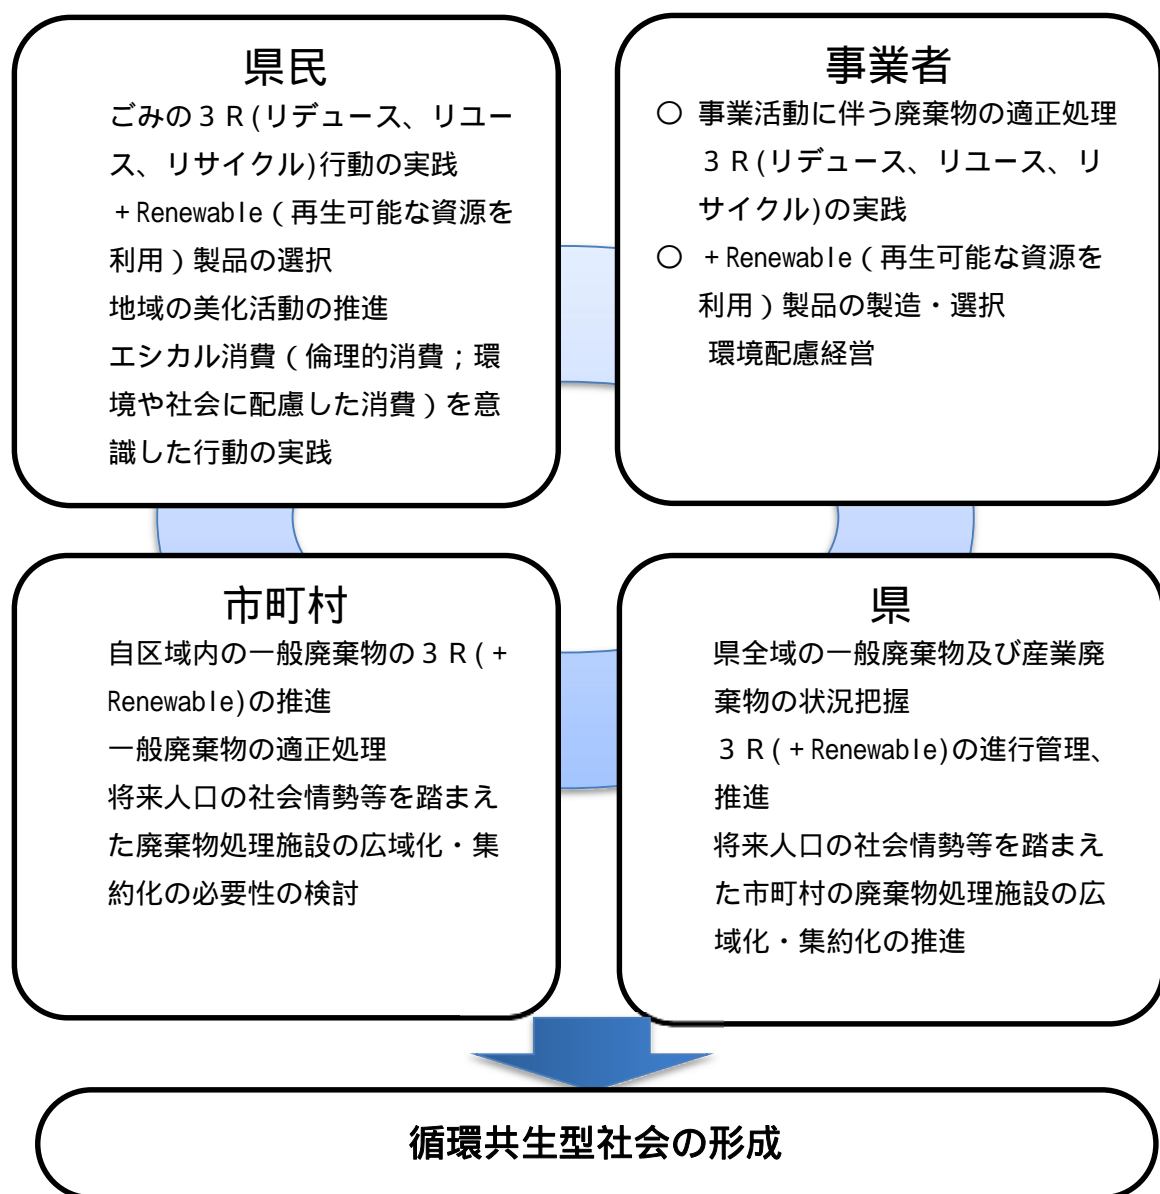 県民
ごみの３Ｒ(リデュース、リユー
ス、リサイクル)行動の実践
＋Renewable（再生可能な資源を
利用）製品の選択
地域の美化活動の推進
エシカル消費（倫理的消費；環
境や社会に配慮した消費）を意
識した行動の実践
事業者
○ 事業活動に伴う廃棄物の適正処理
３Ｒ(リデュース、リユース、リ
サイクル)の実践
○ ＋Renewable（再生可能な資源を
利用）製品の製造・選択
環境配慮経営
市町村
自区域内の一般廃棄物の３Ｒ(＋
Renewable)の推進
一般廃棄物の適正処理
将来人口の社会情勢等を踏まえ
た廃棄物処理施設の広域化・集
約化の必要性の検討
県
県全域の一般廃棄物及び産業廃
棄物の状況把握
３Ｒ(＋Renewable)の進行管理、
推進
将来人口の社会情勢等を踏まえ
た市町村の廃棄物処理施設の広
域化・集約化の推進
循環共生型社会の形成